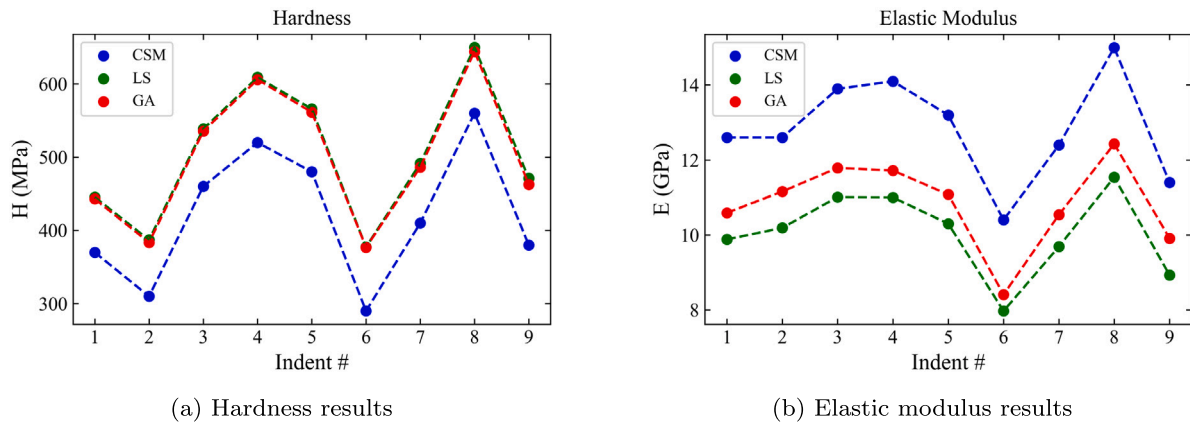 Hardness
CSM
LS
GA
600
500
400
300
H (MPa)
1 2 3 4 5 6 7 8 9
Indent #
(a) Hardness results
Elastic Modulus
CSM
LS
GA
14
12
10
8
E (GPa)
1 2 3 4 5 6 7 8 9
Indent #
(b) Elastic modulus results